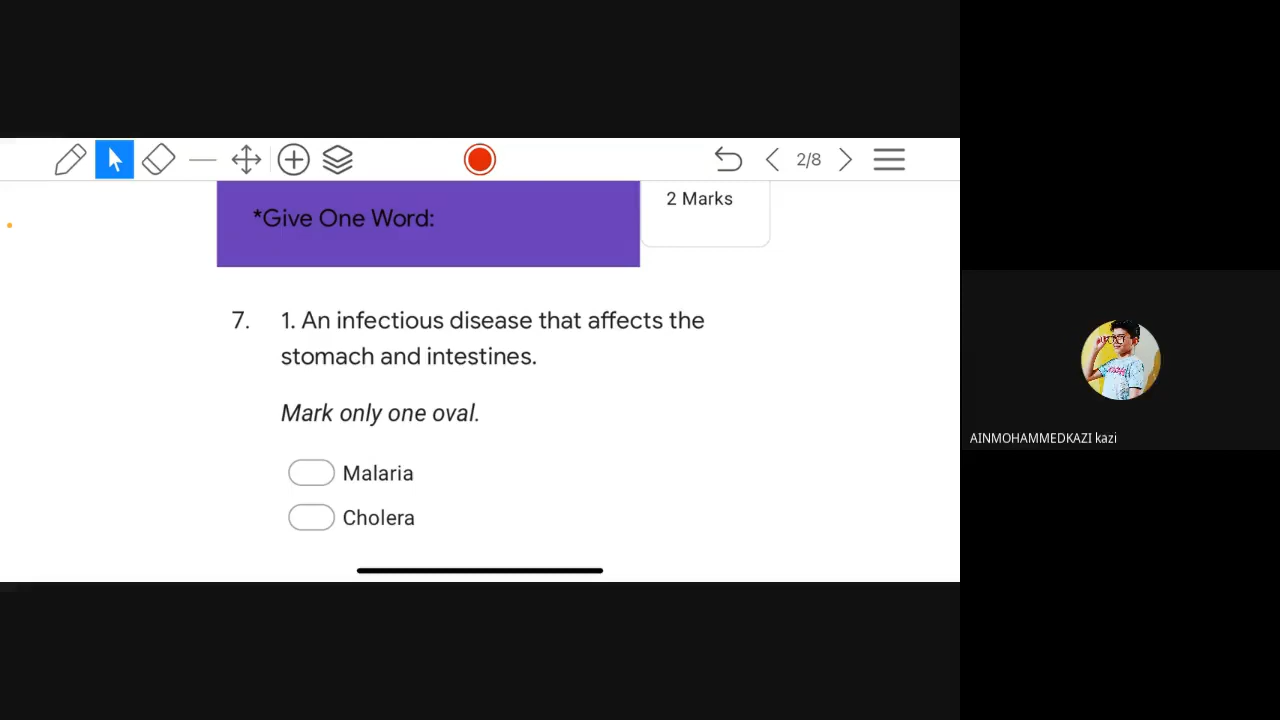 2/8
2 Marks
*Give One Word:
7. 1. An infectious disease that affects the
stomach and intestines.
Mark only one oval.
Malaria
Cholera
AINMOHAMMEDKAZI kazi